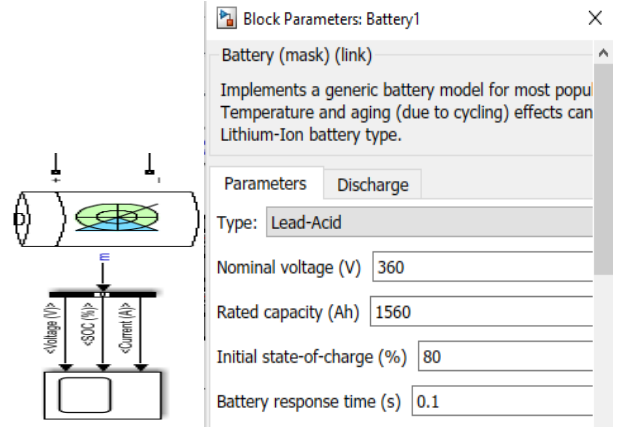 Block Parameters: Battery1
Battery (mask) (link)
Implements a generic battery model for most popul
Temperature and aging (due to cycling) effects can
Lithium-Ion battery type.
Parameters Discharge
Type: Lead-Acid
Nominal voltage (V) 360
Rated capacity (Ah) 1560
Initial state-of-charge (%) 80
Battery response time (s) 0.1
+ -
m
<Voltage (V)>
<SOC (%)>
<Current (A)>